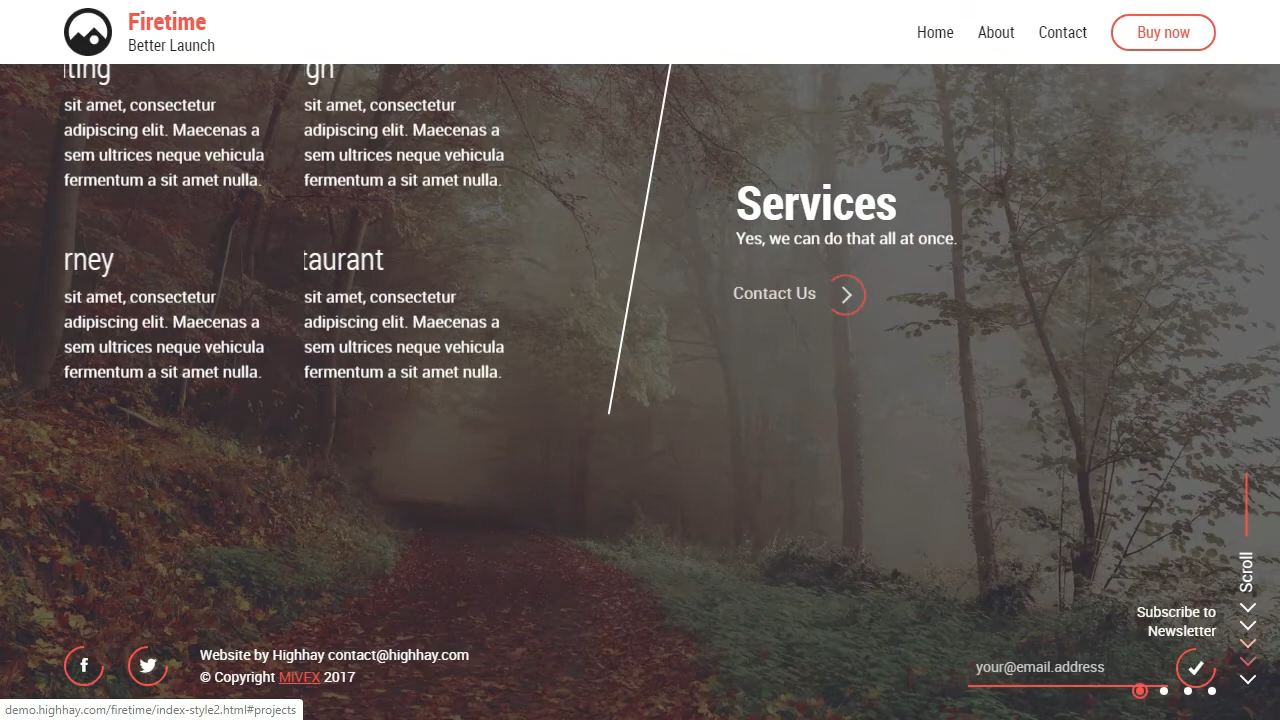 Firetime
Better Launch
Home About Contact Buy now
sit amet, consectetur
adipiscing elit. Maecenas a
sem ultrices neque vehicula
fermentum a sit amet nulla.
sit amet, consectetur
adipiscing elit. Maecenas a
sem ultrices neque vehicula
fermentum a sit amet nulla.
rney
sit amet, consectetur
adipiscing elit. Maecenas a
sem ultrices neque vehicula
fermentum a sit amet nulla.
taurant
sit amet, consectetur
adipiscing elit. Maecenas a
sem ultrices neque vehicula
fermentum a sit amet nulla.
Services
Yes, we can do that all at once.
Contact Us
Scroll
Subscribe to
Newsletter
your@email.address
Website by Highhay contact@highhay.com
© Copyright MiVFX 2017
demo.highhay.com/firetime/index-style2.html#projects